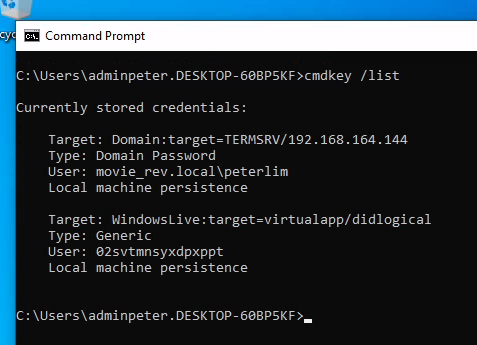 cyc
Command Prompt
C:\Users\adminpeter.DESKTOP-60BP5KF>cmdkey /list
Currently stored credentials:
Target: Domain:target=TERMSRV/192.168.164.144
Type: Domain Password
User: movie_rev.local\peterlim
Local machine persistence
Target: WindowsLive:target=virtualapp/didlogical
Type: Generic
User: 02svtmnsyxdpxppt
Local machine persistence
C:\Users\adminpeter.DESKTOP-60BP5KF>